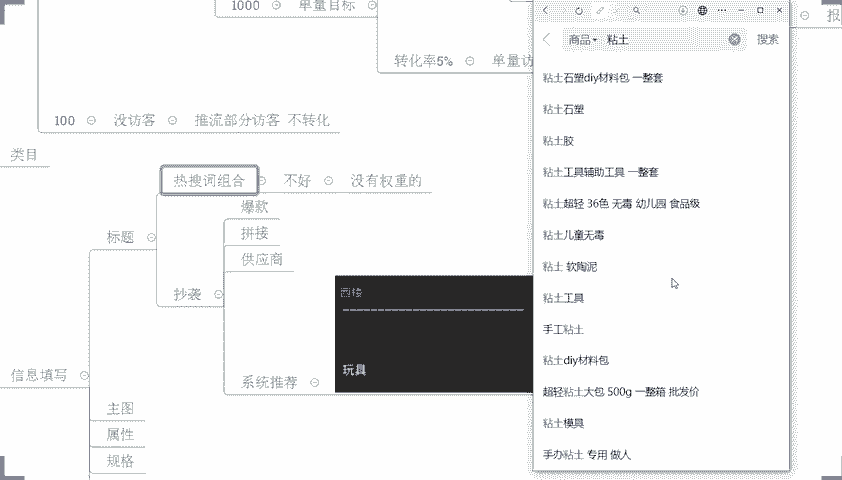 1000 单量目标
报
转化率5% 单量访
100 没访客 推流部分访客 不转化
类目
热搜词组合 不好 没有权重的
爆款
标题
拼接
供应商
抄袭
玩具
信息填写
系统推荐
主图
属性
规格
商品 粘土 搜索
粘土石塑diy材料包 一整套
粘土石塑
粘土胶
粘土工具辅助工具 一整套
粘土超轻 36色 无毒 幼儿园 食品级
粘土儿童无毒
粘土 软陶泥
粘土工具
手工粘土
粘土diy材料包
超轻粘土大包 500g 一整箱 批发价
粘土模具
手办粘土 专用 做人